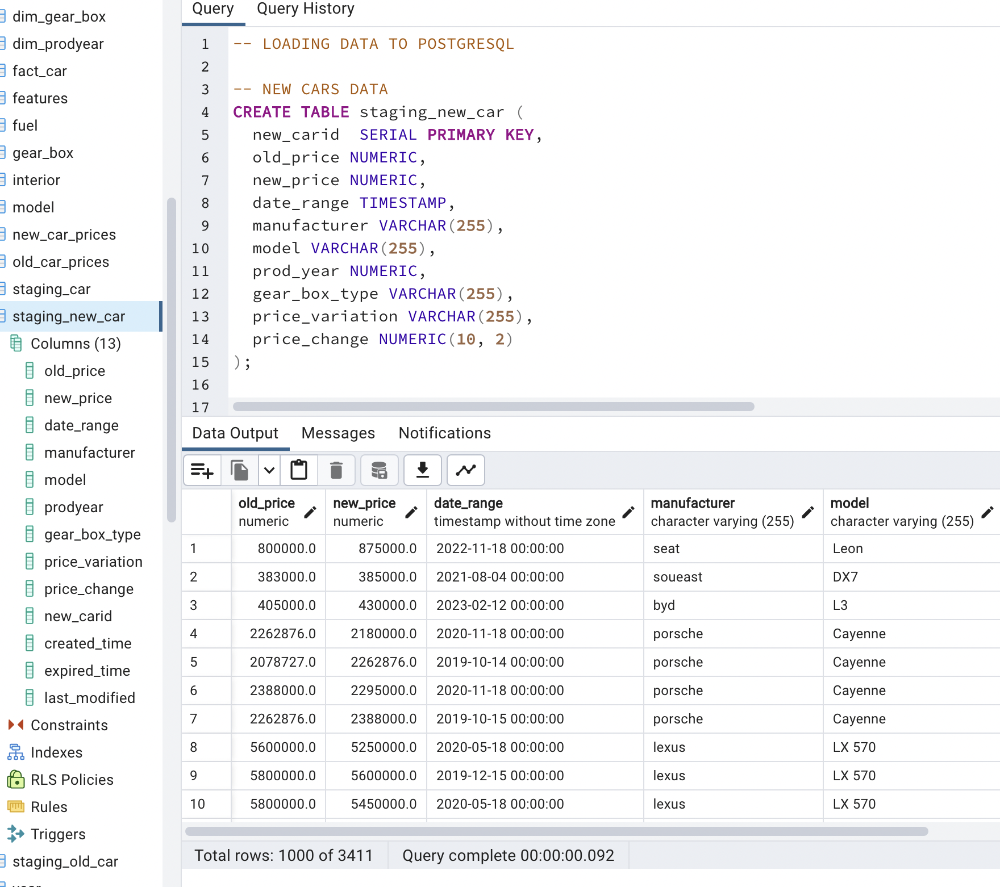 dim_gear_box
dim_prodyear
fact_car
features
fuel
gear_box
interior
model
new_car_prices
old_car_prices
staging_car
staging_new_car
Columns (13)
old_price
new_price
date_range
manufacturer
model
prodyear
gear_box_type
price_variation
price_change
new_carid
created_time
expired_time
last_modified
Constraints
Indexes
RLS Policies
Rules
Triggers
staging_old_car
Query Query History
1 -- LOADING DATA TO POSTGRESQL
2
3 -- NEW CARS DATA
4 CREATE TABLE staging_new_car (
5 new_carid SERIAL PRIMARY KEY,
6 old_price NUMERIC,
7 new_price NUMERIC,
8 date_range TIMESTAMP,
9 manufacturer VARCHAR(255),
10 model VARCHAR(255),
11 prod_year NUMERIC,
12 gear_box_type VARCHAR(255),
13 price_variation VARCHAR(255),
14 price_change NUMERIC(10, 2)
15 );
16
17
Data Output Messages Notifications
old_price new_price date_range manufacturer model
numeric numeric timestamp without time zone character varying (255) character varying (255)
1 800000.0 875000.0 2022-11-18 00:00:00 seat Leon
2 383000.0 385000.0 2021-08-04 00:00:00 soueast DX7
3 405000.0 430000.0 2023-02-12 00:00:00 byd L3
4 2262876.0 2180000.0 2020-11-18 00:00:00 porsche Cayenne
5 2078727.0 2262876.0 2019-10-14 00:00:00 porsche Cayenne
6 2388000.0 2295000.0 2020-11-18 00:00:00 porsche Cayenne
7 2262876.0 2388000.0 2019-10-15 00:00:00 porsche Cayenne
8 5600000.0 5250000.0 2020-05-18 00:00:00 lexus LX 570
9 5800000.0 5600000.0 2019-12-15 00:00:00 lexus LX 570
10 5800000.0 5450000.0 2020-05-18 00:00:00 lexus LX 570
Total rows: 1000 of 3411 Query complete 00:00:00.092